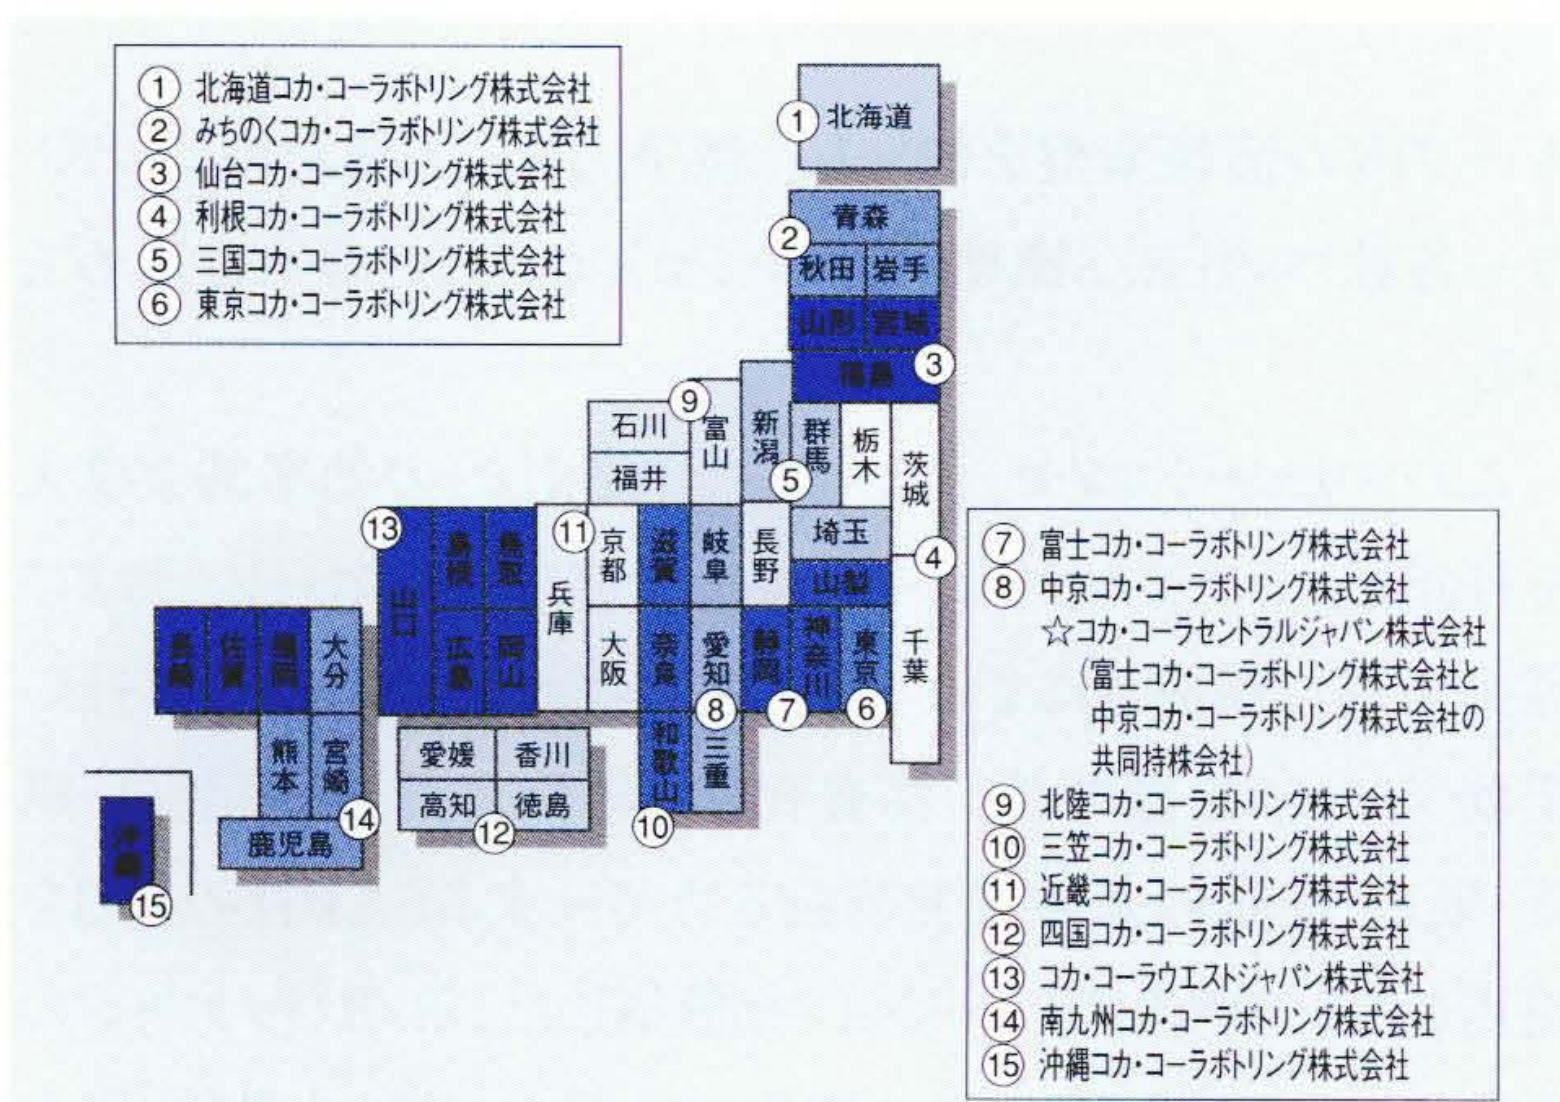 ① 北海道コカ・コーラボトリング株式会社
② みちのくコカ・コーラボトリング株式会社
③ 仙台コカ・コーラボトリング株式会社
④ 利根コカ・コーラボトリング株式会社
⑤ 三国コカ・コーラボトリング株式会社
⑥ 東京コカ・コーラボトリング株式会社
① 北海道
青森
②
秋田 岩手
山形 宮城
福島 ③
⑨
石川
福井
富山
新潟
群馬
⑤
栃木
茨城
⑬
山口
島根
鳥取
広島
岡山
⑪
兵庫
京都
大阪
滋賀
奈良
和歌山
⑩
岐阜
愛知
⑧
三重
長野
埼玉
山梨
静岡
⑦
神奈川
東京
⑥
④
千葉
長崎
佐賀
福岡
大分
熊本
宮崎
⑭
鹿児島
愛媛 香川
高知 徳島
⑫
沖縄
⑮
⑦ 富士コカ・コーラボトリング株式会社
⑧ 中京コカ・コーラボトリング株式会社
☆コカ・コーラセントラルジャパン株式会社
(富士コカ・コーラボトリング株式会社と
中京コカ・コーラボトリング株式会社の
共同持株会社)
⑨ 北陸コカ・コーラボトリング株式会社
⑩ 三笠コカ・コーラボトリング株式会社
⑪ 近畿コカ・コーラボトリング株式会社
⑫ 四国コカ・コーラボトリング株式会社
⑬ コカ・コーラウエストジャパン株式会社
⑭ 南九州コカ・コーラボトリング株式会社
⑮ 沖縄コカ・コーラボトリング株式会社